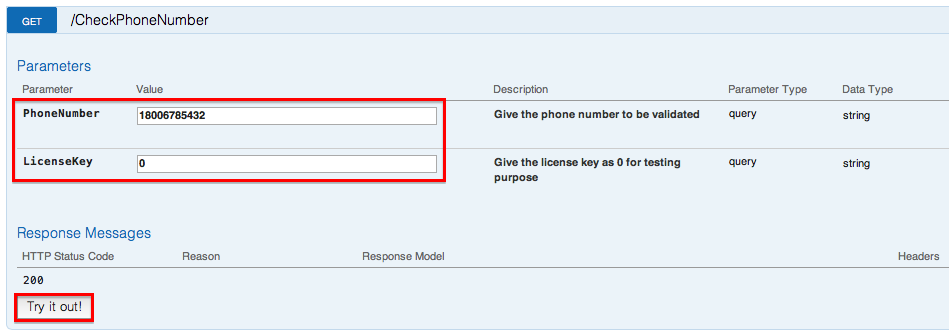 GET /CheckPhoneNumber
Parameters
Parameter Value Description Parameter Type Data Type
PhoneNumber 18006785432 Give the phone number to be validated query string
LicenseKey 0 Give the license key as 0 for testing query string
purpose
Response Messages
HTTP Status Code Reason Response Model Headers
200
Try it out!